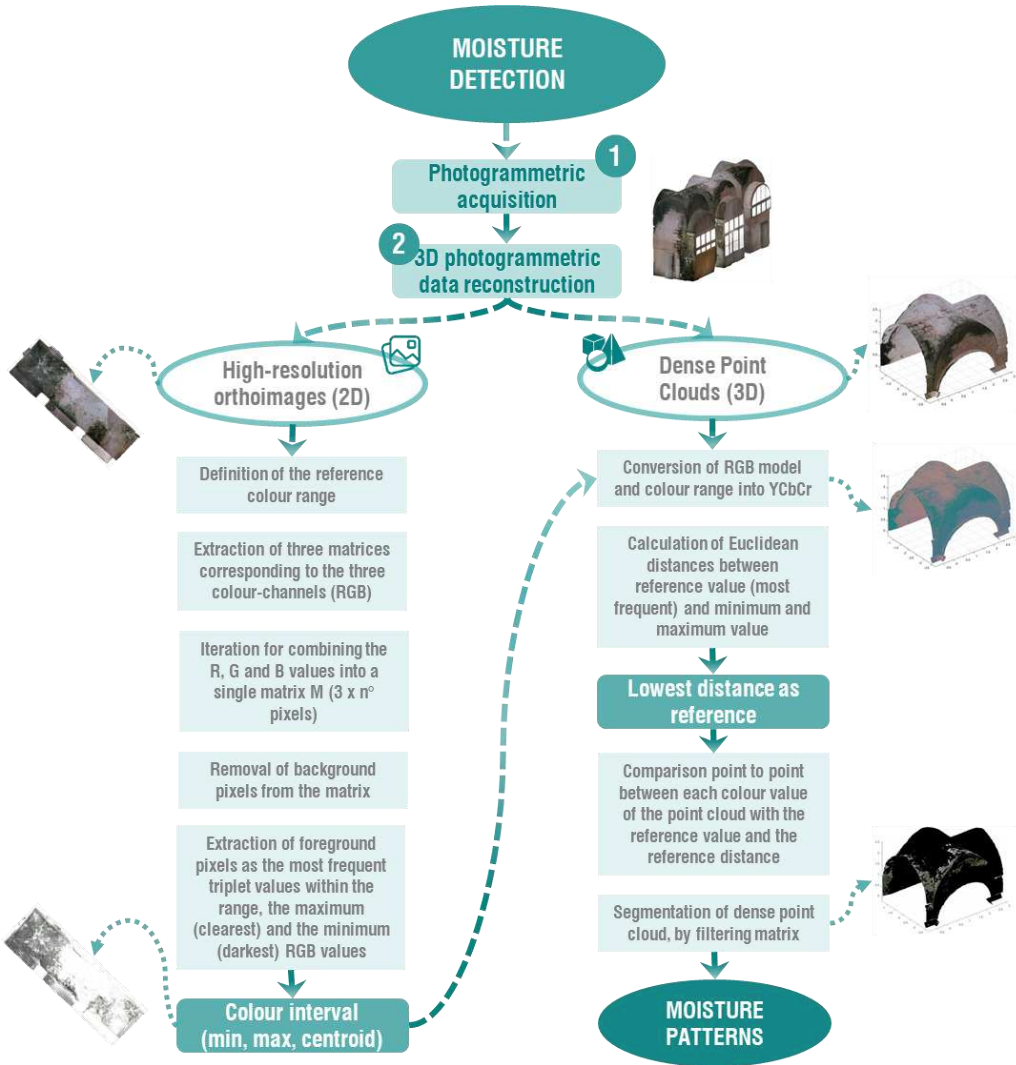 MOISTURE
DETECTION
1
Photogrammetric
acquisition
2
3D photogrammetric
data reconstruction
High-resolution
orthoimages (2D)
Definition of the reference
colour range
Extraction of three matrices
corresponding to the three
colour-channels (RGB)
Iteration for combining the
R, G and B values into a
single matrix M (3 x n°
pixels)
Removal of background
pixels from the matrix
Extraction of foreground
pixels as the most frequent
triplet values within the
range, the maximum
(clearest) and the minimum
(darkest) RGB values
Colour interval
(min, max, centroid)
Dense Point
Clouds (3D)
Conversion of RGB model
and colour range into YCbCr
Calculation of Euclidean
distances between
reference value (most
frequent) and minimum and
maximum value
Lowest distance as
reference
Comparison point to point
between each colour value
of the point cloud with the
reference value and the
reference distance
Segmentation of dense point
cloud, by filtering matrix
MOISTURE
PATTERNS